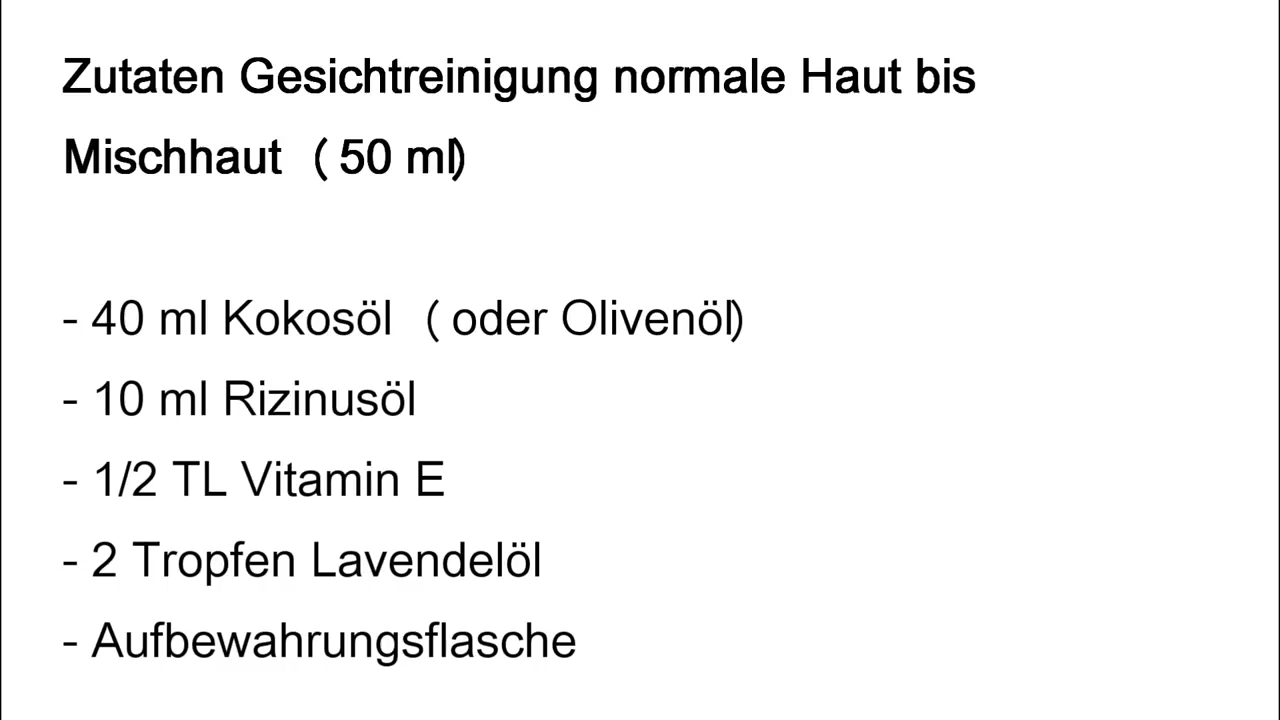 Zutaten Gesichtreinigung normale Haut bis
Mischhaut ( 50 ml)
- 40 ml Kokosöl ( oder Olivenöl)
- 10 ml Rizinusöl
- 1/2 TL Vitamin E
- 2 Tropfen Lavendelöl
- Aufbewahrungsflasche